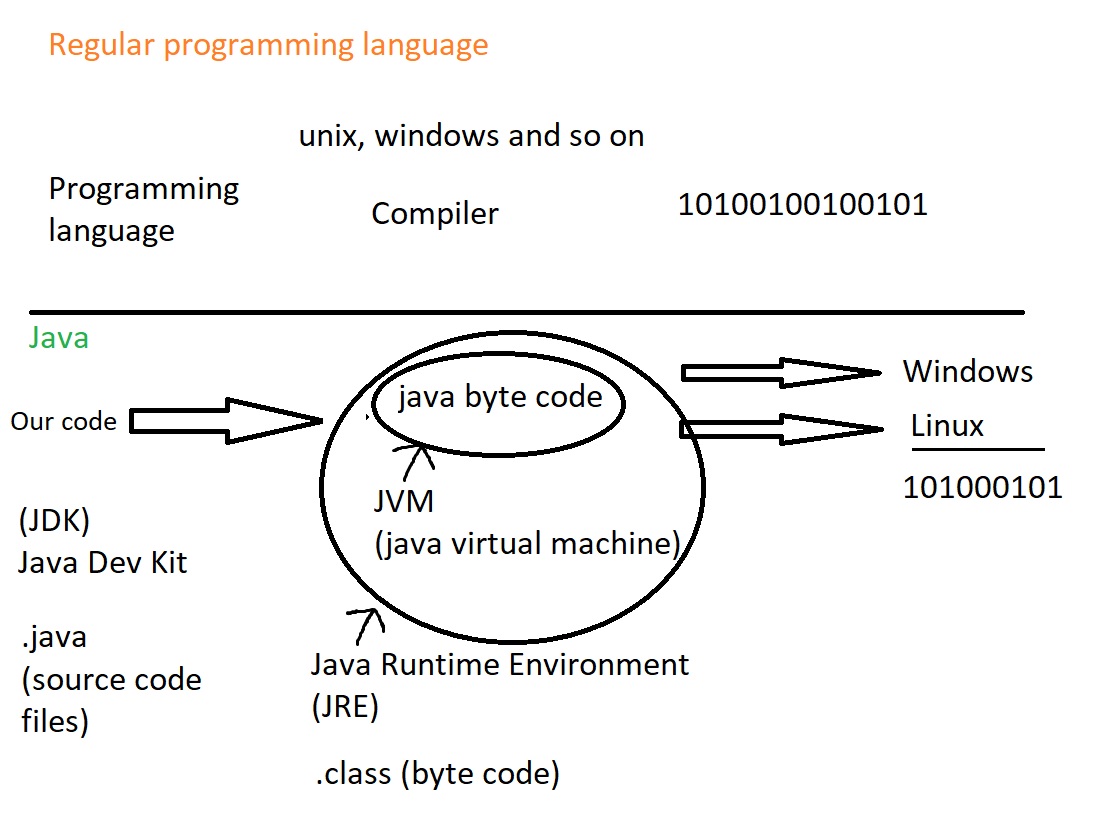 Regular programming language
unix, windows and so on
Programming
language
Compiler
10100100100101
Java
Our code
java byte code
Windows
Linux
101000101
JVM
(java virtual machine)
(JDK)
Java Dev Kit
.java
(source code
files)
Java Runtime Environment
(JRE)
.class (byte code)